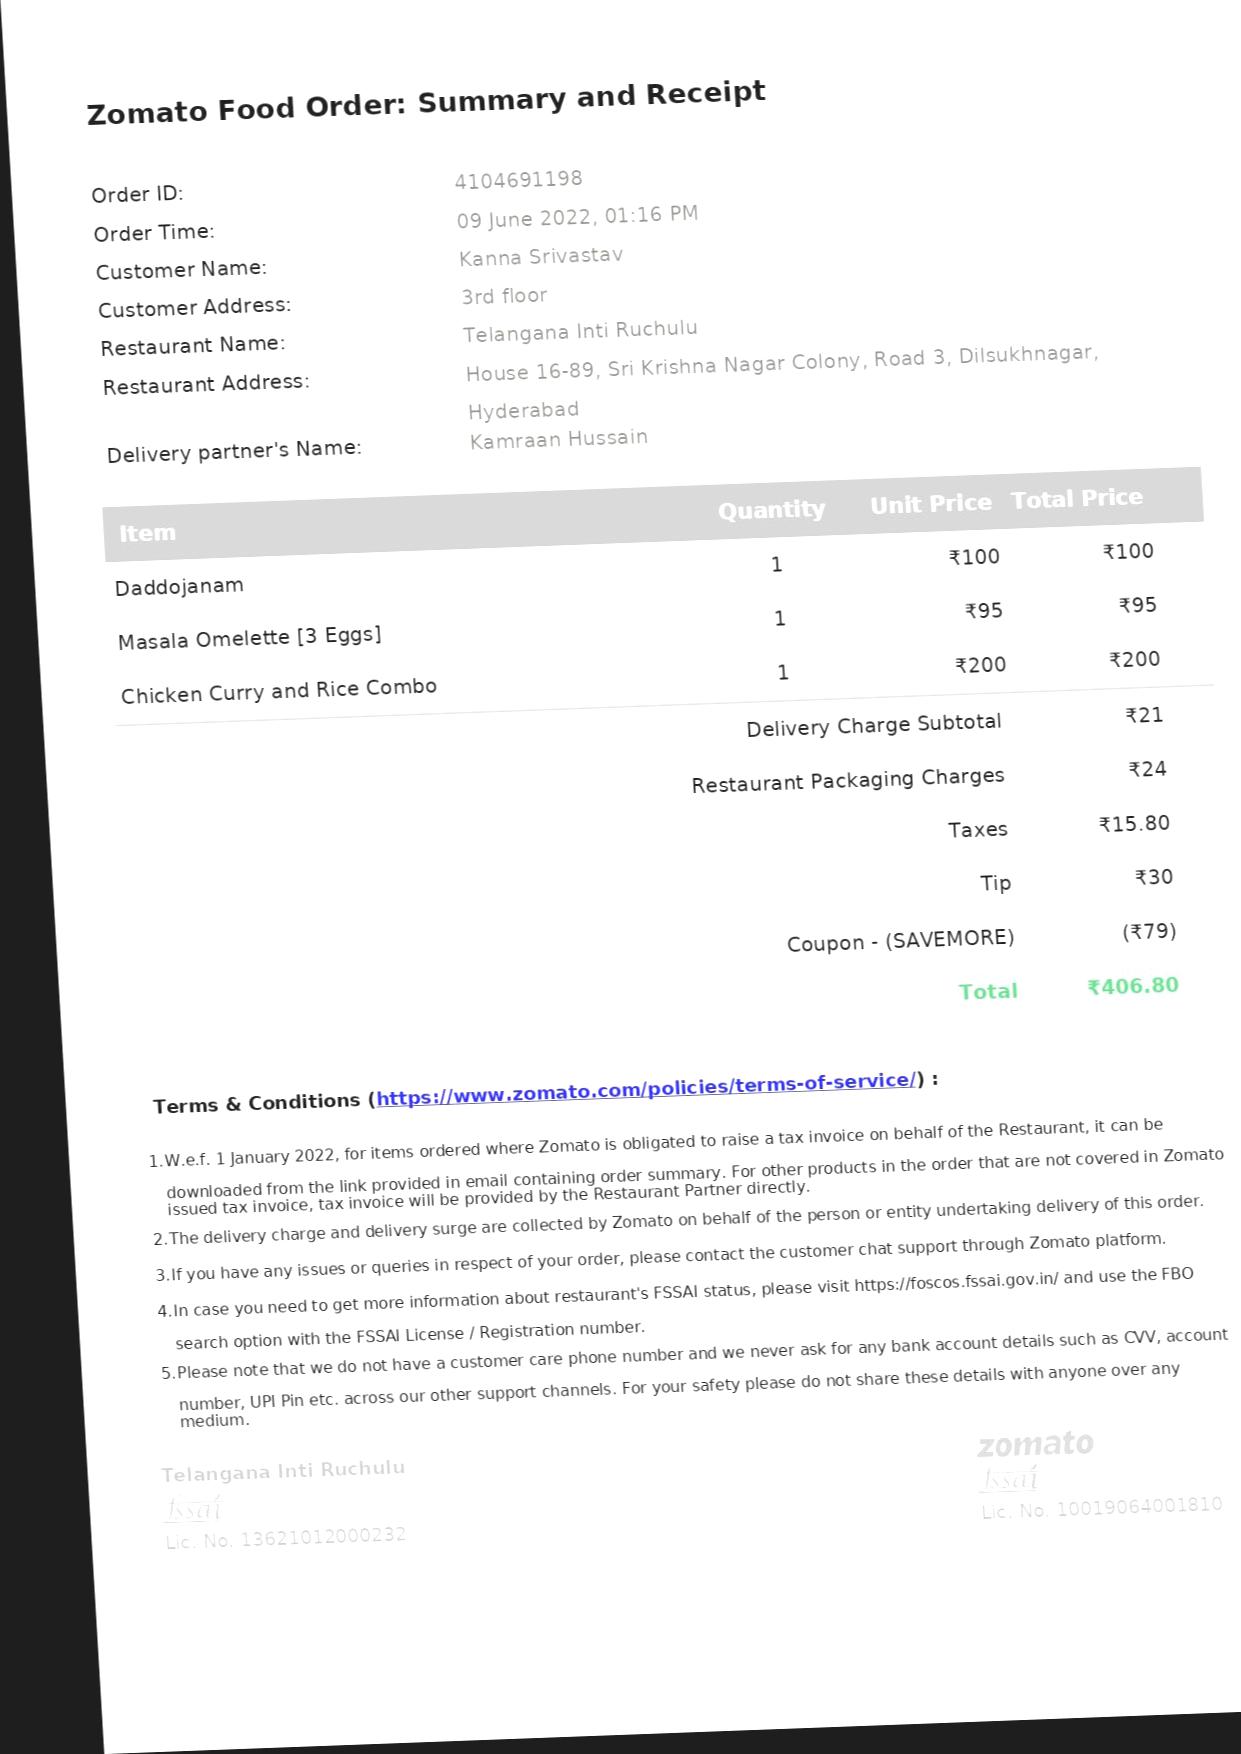 Zomato Food Order: Summary and Receipt
Order ID: 4104691198
Order Time: 09 June 2022, 01:16 PM
Customer Name: Kanna Srivastav
Customer Address: 3rd floor
Restaurant Name: Telangana Inti Ruchulu
Restaurant Address: House 16-89, Sri Krishna Nagar Colony, Road 3, Dilsukhnagar,
Hyderabad
Delivery partner's Name: Kamraan Hussain
Item Quantity Unit Price Total Price
Daddojanam 1 ₹100 ₹100
Masala Omelette [3 Eggs] 1 ₹95 ₹95
Chicken Curry and Rice Combo 1 ₹200 ₹200
Delivery Charge Subtotal ₹21
Restaurant Packaging Charges ₹24
Taxes ₹15.80
Tip ₹30
Coupon - (SAVEMORE) (₹79)
Total ₹406.80
Terms & Conditions (https://www.zomato.com/policies/terms-of-service/) :
1.W.e.f. 1 January 2022, for items ordered where Zomato is obligated to raise a tax invoice on behalf of the Restaurant, it can be
downloaded from the link provided in email containing order summary. For other products in the order that are not covered in Zomato
issued tax invoice, tax invoice will be provided by the Restaurant Partner directly.
2.The delivery charge and delivery surge are collected by Zomato on behalf of the person or entity undertaking delivery of this order.
3.If you have any issues or queries in respect of your order, please contact the customer chat support through Zomato platform.
4.In case you need to get more information about restaurant's FSSAI status, please visit https://foscos.fssai.gov.in/ and use the FBO
search option with the FSSAI License / Registration number.
5.Please note that we do not have a customer care phone number and we never ask for any bank account details such as CVV, account
number, UPI Pin etc. across our other support channels. For your safety please do not share these details with anyone over any
medium.
Telangana Inti Ruchulu
fssai
Lic. No. 13621012000232
zomato
fssai
Lic. No. 10019064001810